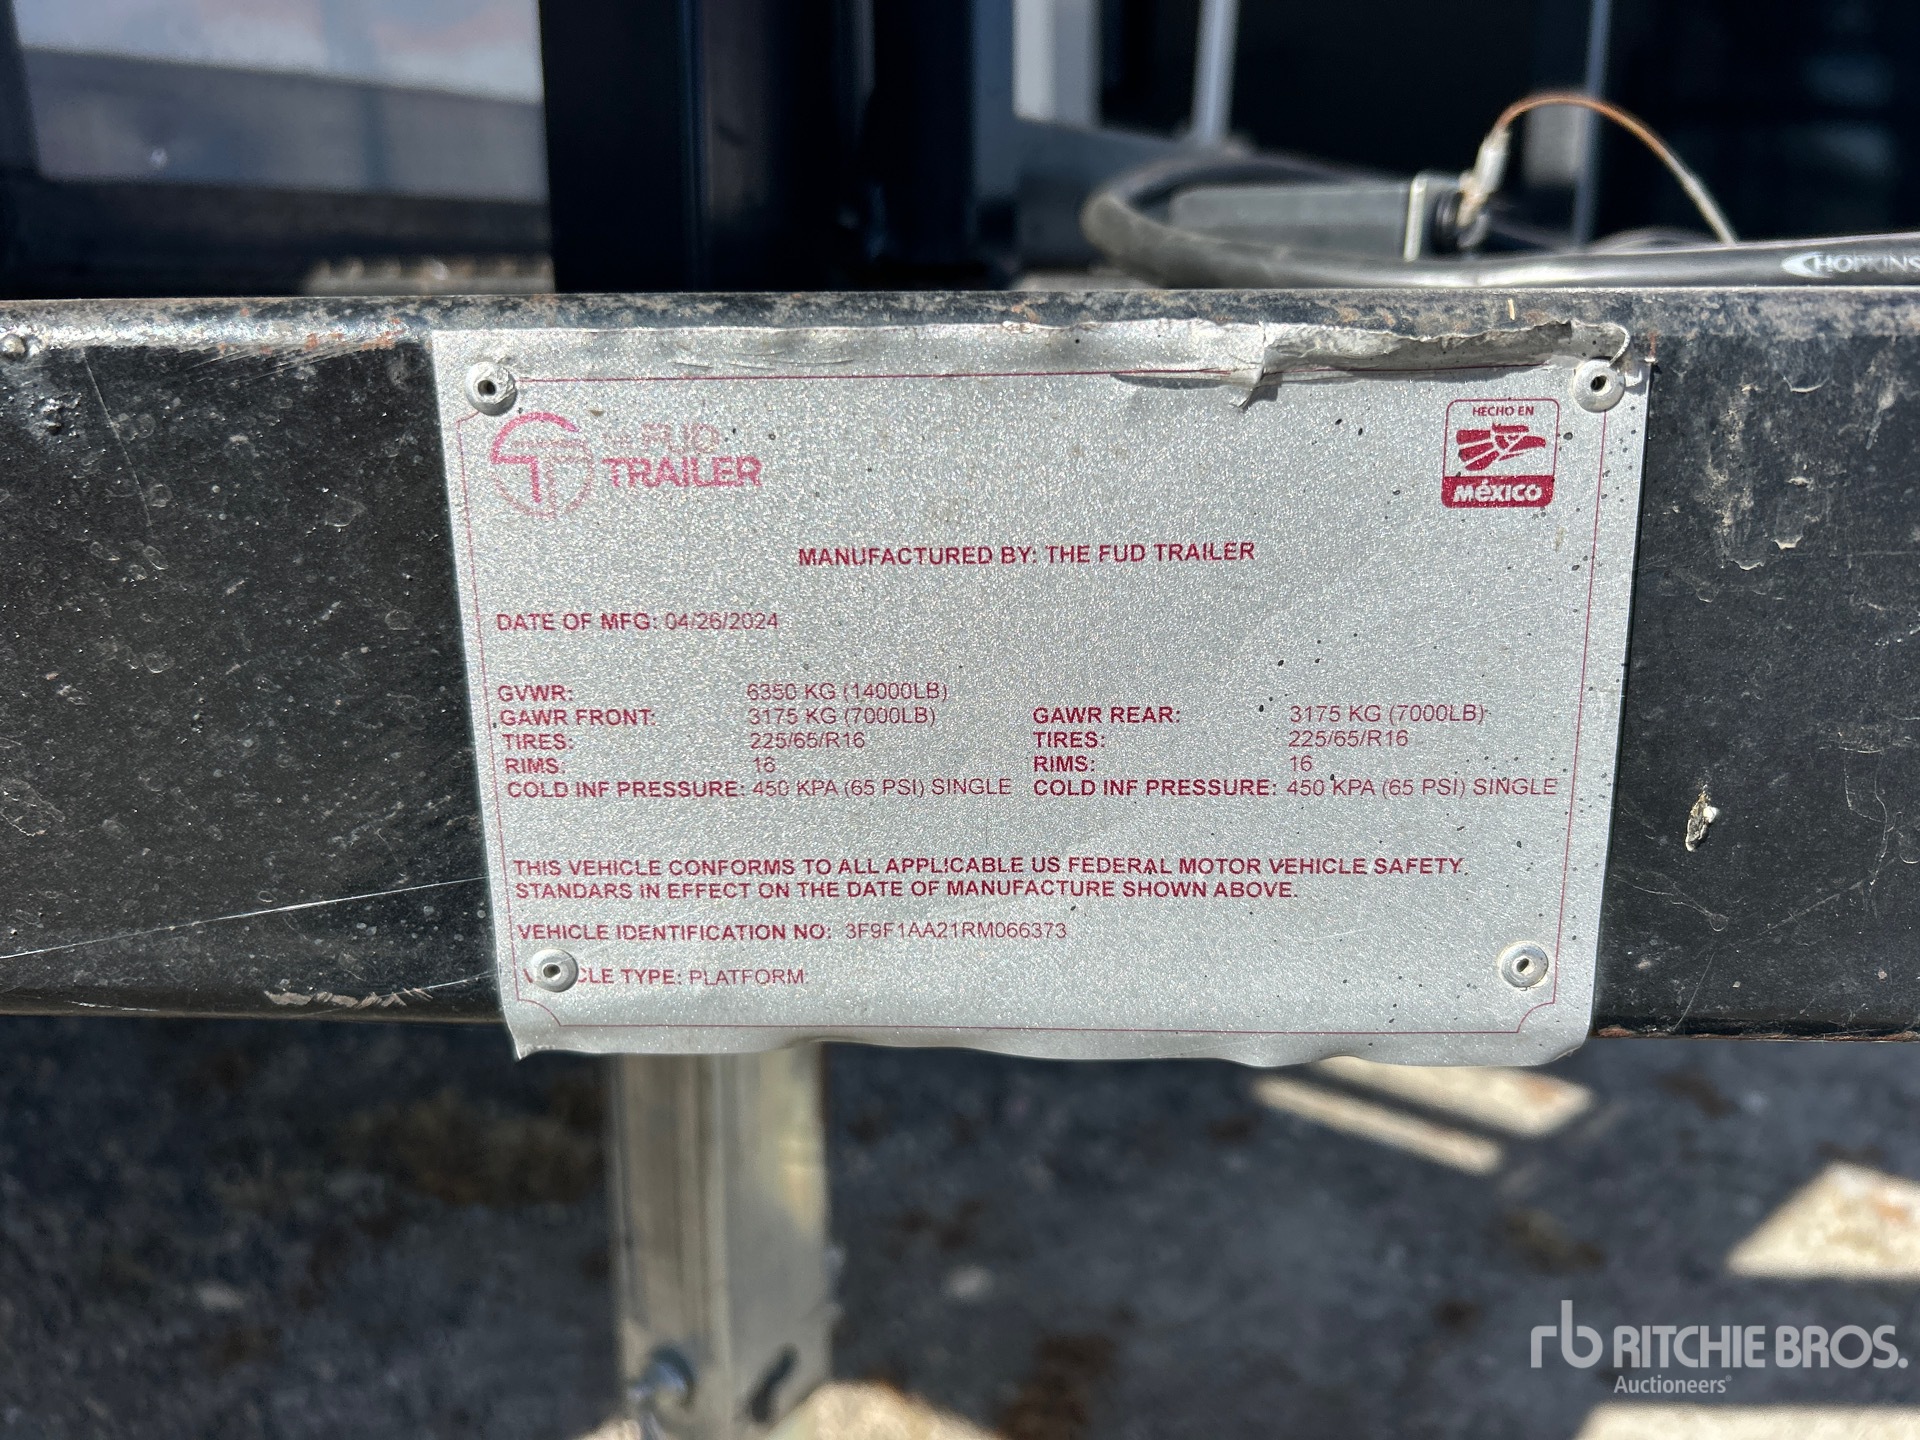 HOPKINS
THE FUD
TRAILER
HECHO EN
MÉXICO
MANUFACTURED BY: THE FUD TRAILER
DATE OF MFG: 04/26/2024
GVWR: 6350 KG (14000LB)
GAWR FRONT: 3175 KG (7000LB) GAWR REAR: 3175 KG (7000LB)
TIRES: 225/65/R16 TIRES: 225/65/R16
RIMS: 16 RIMS: 16
COLD INF PRESSURE: 450 KPA (65 PSI) SINGLE COLD INF PRESSURE: 450 KPA (65 PSI) SINGLE
THIS VEHICLE CONFORMS TO ALL APPLICABLE US FEDERAL MOTOR VEHICLE SAFETY
STANDARS IN EFFECT ON THE DATE OF MANUFACTURE SHOWN ABOVE.
VEHICLE IDENTIFICATION NO: 3F9F1AA21RM066373
VEHICLE TYPE: PLATFORM
rb RITCHIE BROS.
Auctioneers